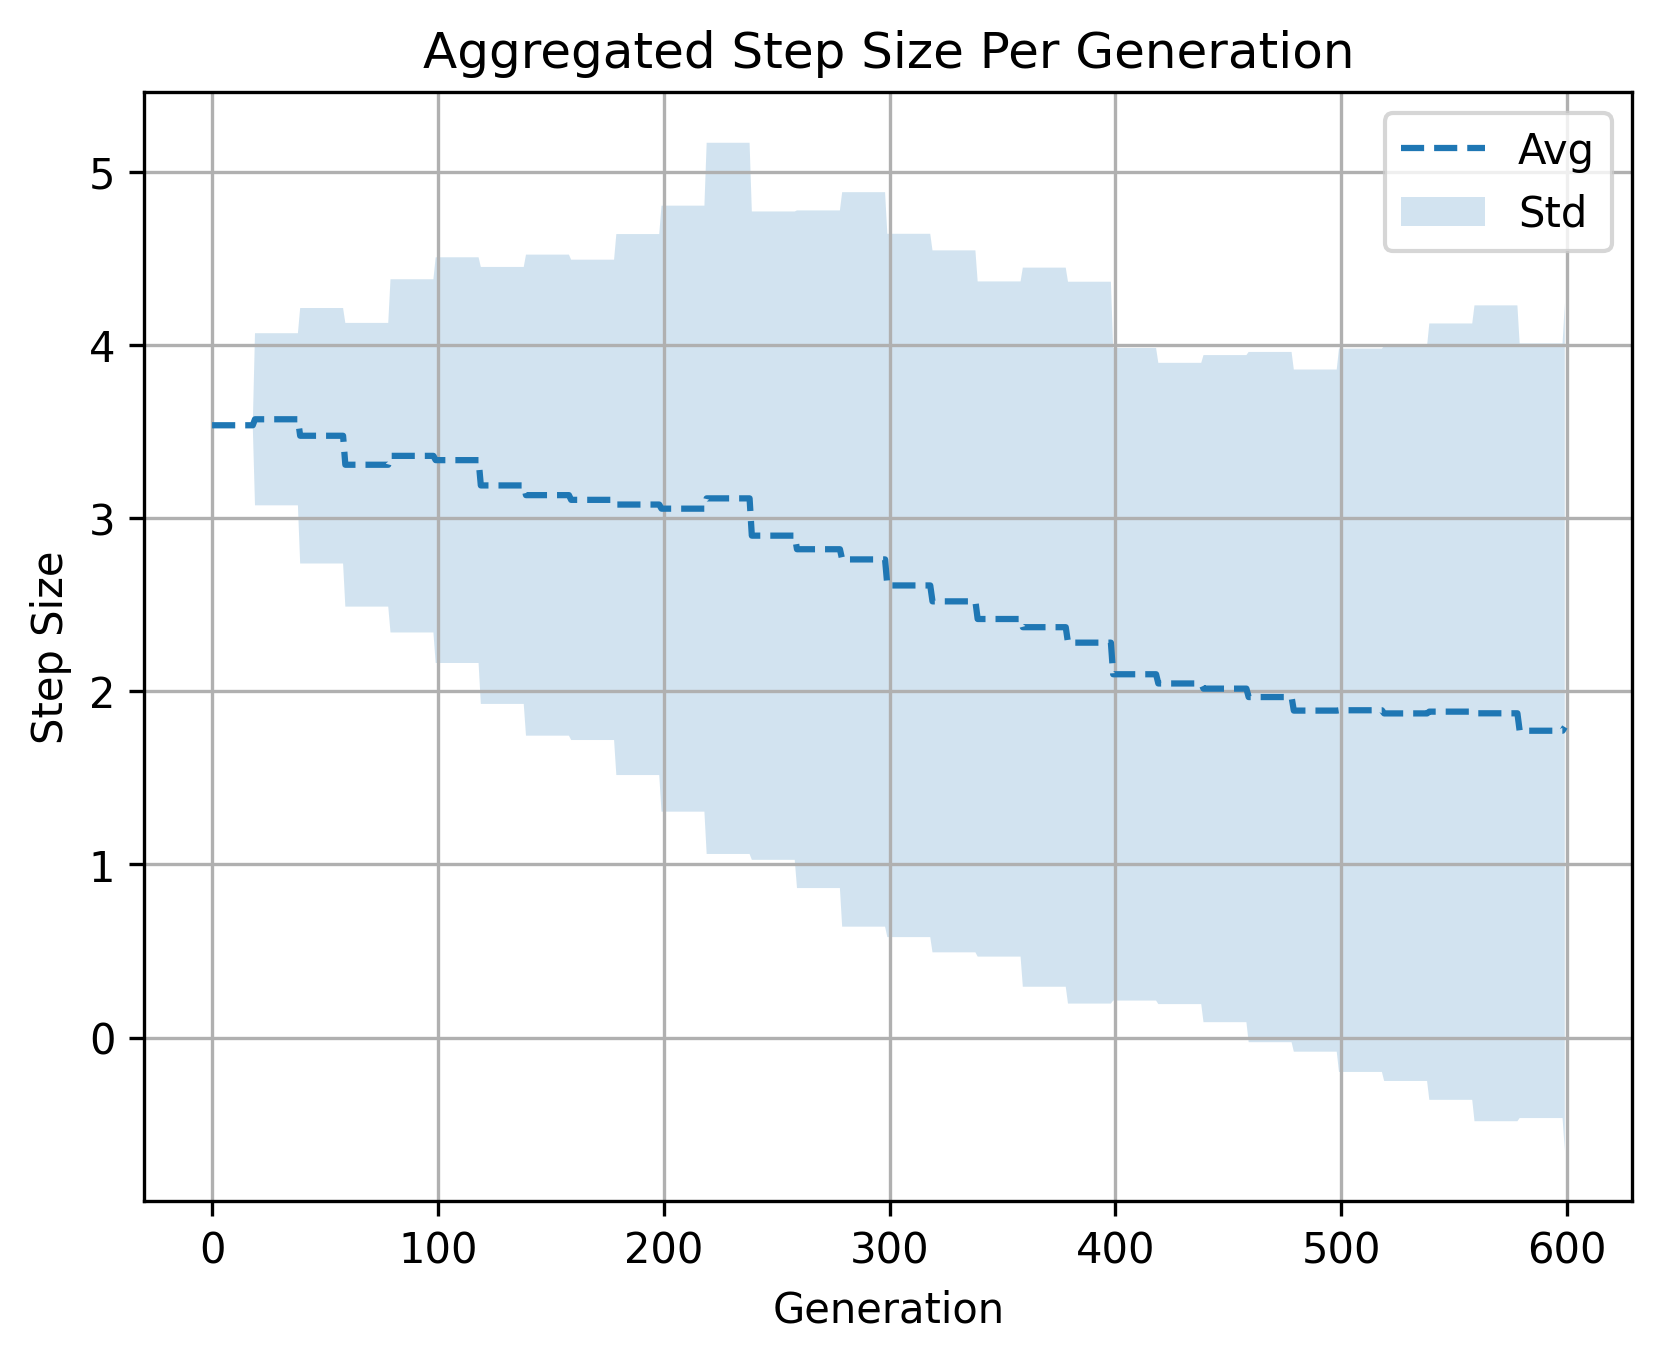 Aggregated Step Size Per Generation
Avg
Std
Step Size
5
4
3
2
1
0
0 100 200 300 400 500 600
Generation